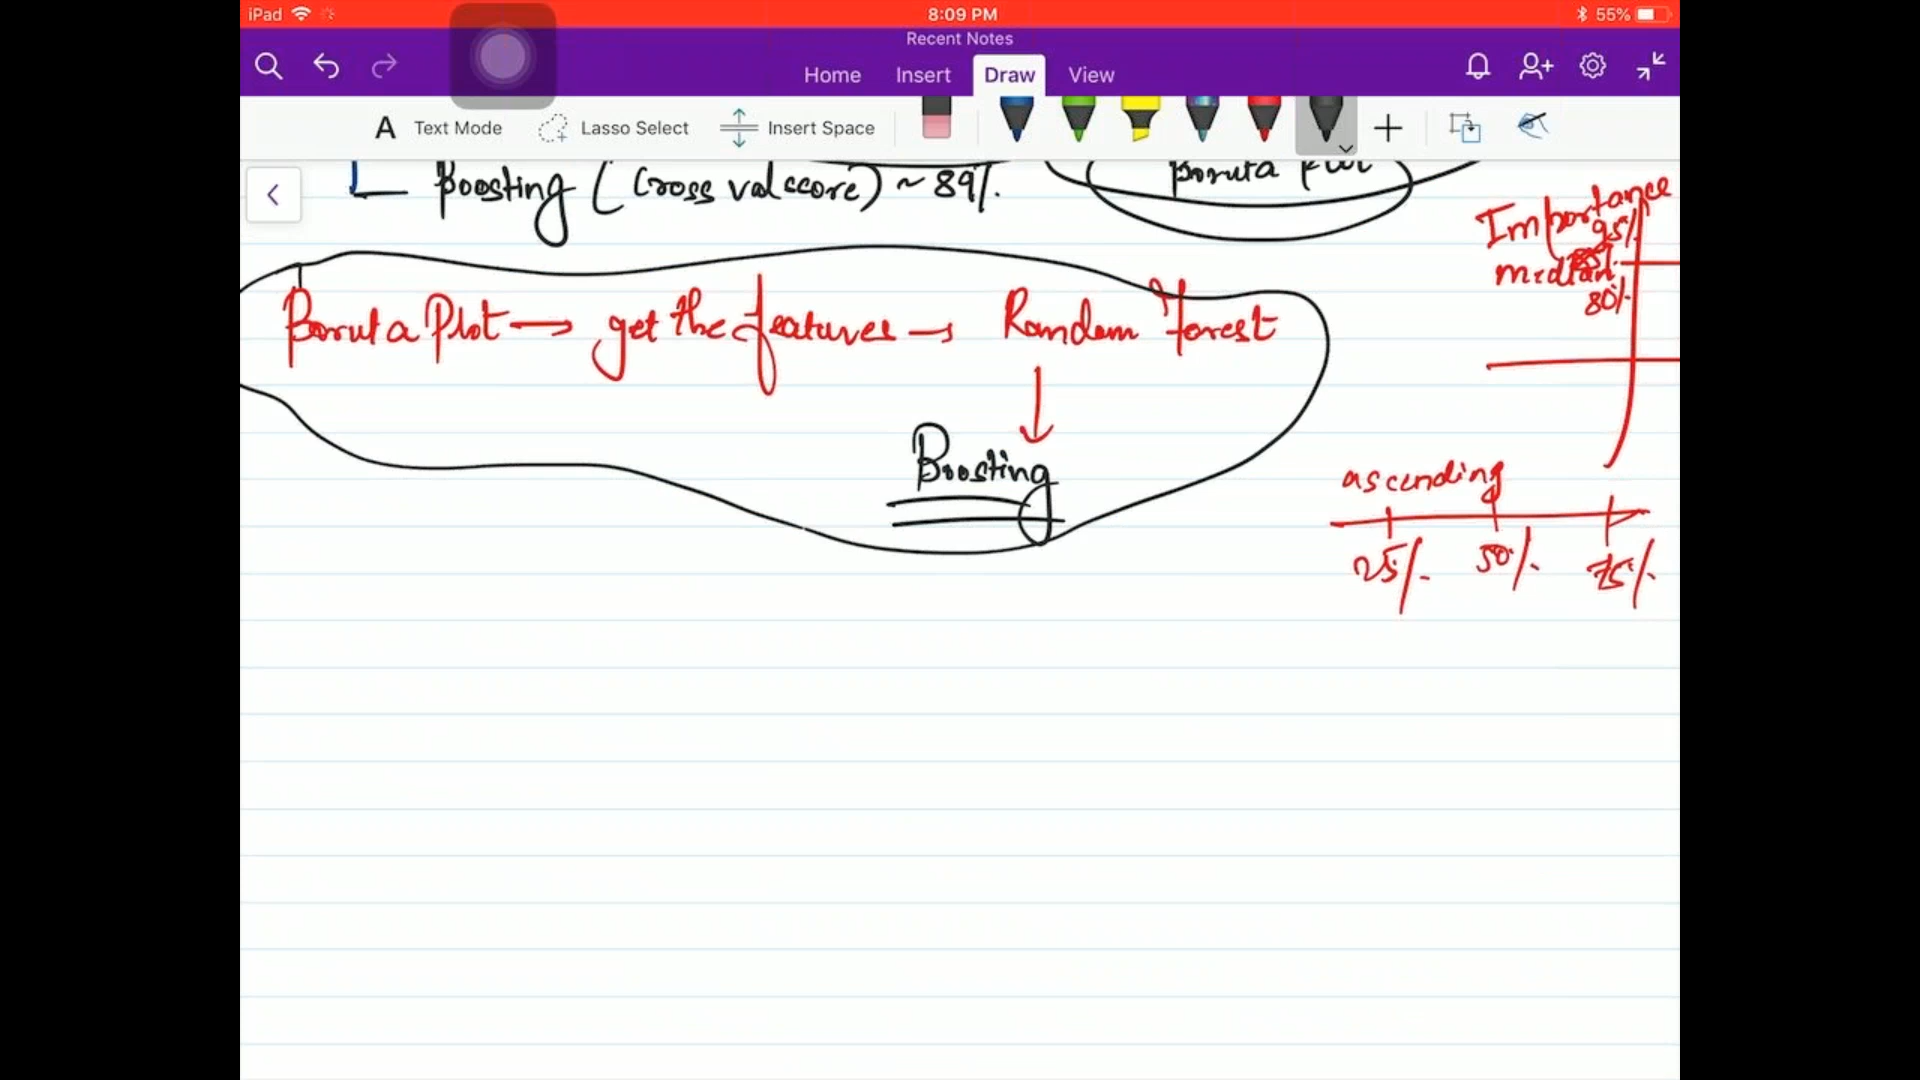 iPad 8:09 PM 55%
Recent Notes
Home Insert Draw View
A Text Mode Lasso Select Insert Space
Boosting (Cross val score) ~ 89%.
Boruta Plot
Importance
95%
median
80%
Boruta Plot → get the features → Random forest
↓
Boosting
ascending
25% 50% 75%